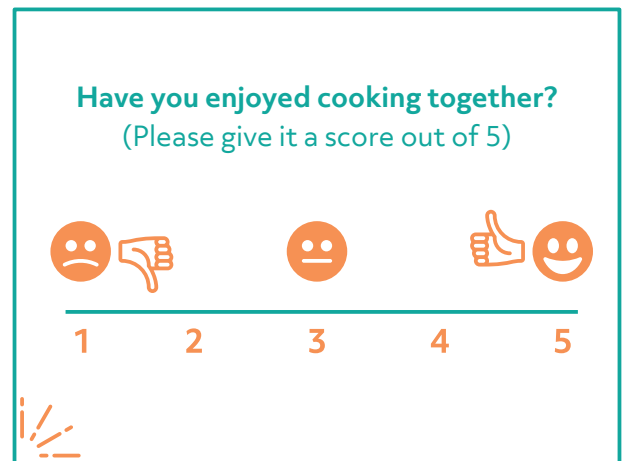 Have you enjoyed cooking together?
(Please give it a score out of 5)
1 2 3 4 5